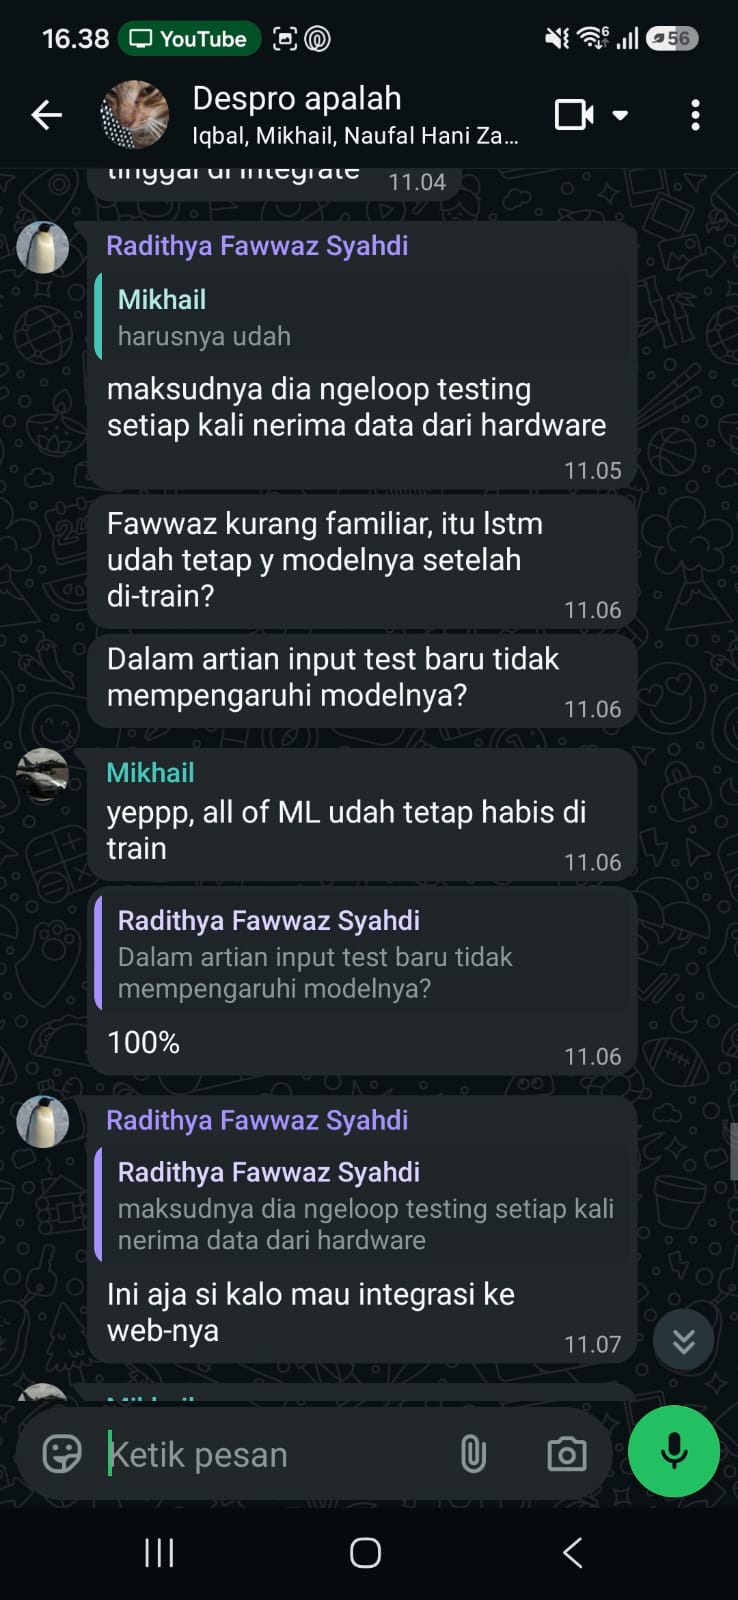 16.38 YouTube 56
Despro apalah
Iqbal, Mikhail, Naufal Hani Za...
tinggal di integrate 11.04
Radithya Fawwaz Syahdi
Mikhail
harusnya udah
maksudnya dia ngeloop testing
setiap kali nerima data dari hardware
11.05
Fawwaz kurang familiar, itu lstm
udah tetap y modelnya setelah
di-train?
11.06
Dalam artian input test baru tidak
mempengaruhi modelnya?
11.06
Mikhail
yeppp, all of ML udah tetap habis di
train
11.06
Radithya Fawwaz Syahdi
Dalam artian input test baru tidak
mempengaruhi modelnya?
100%
11.06
Radithya Fawwaz Syahdi
Radithya Fawwaz Syahdi
maksudnya dia ngeloop testing setiap kali
nerima data dari hardware
Ini aja si kalo mau integrasi ke
web-nya
11.07
Mikhail
Ketik pesan